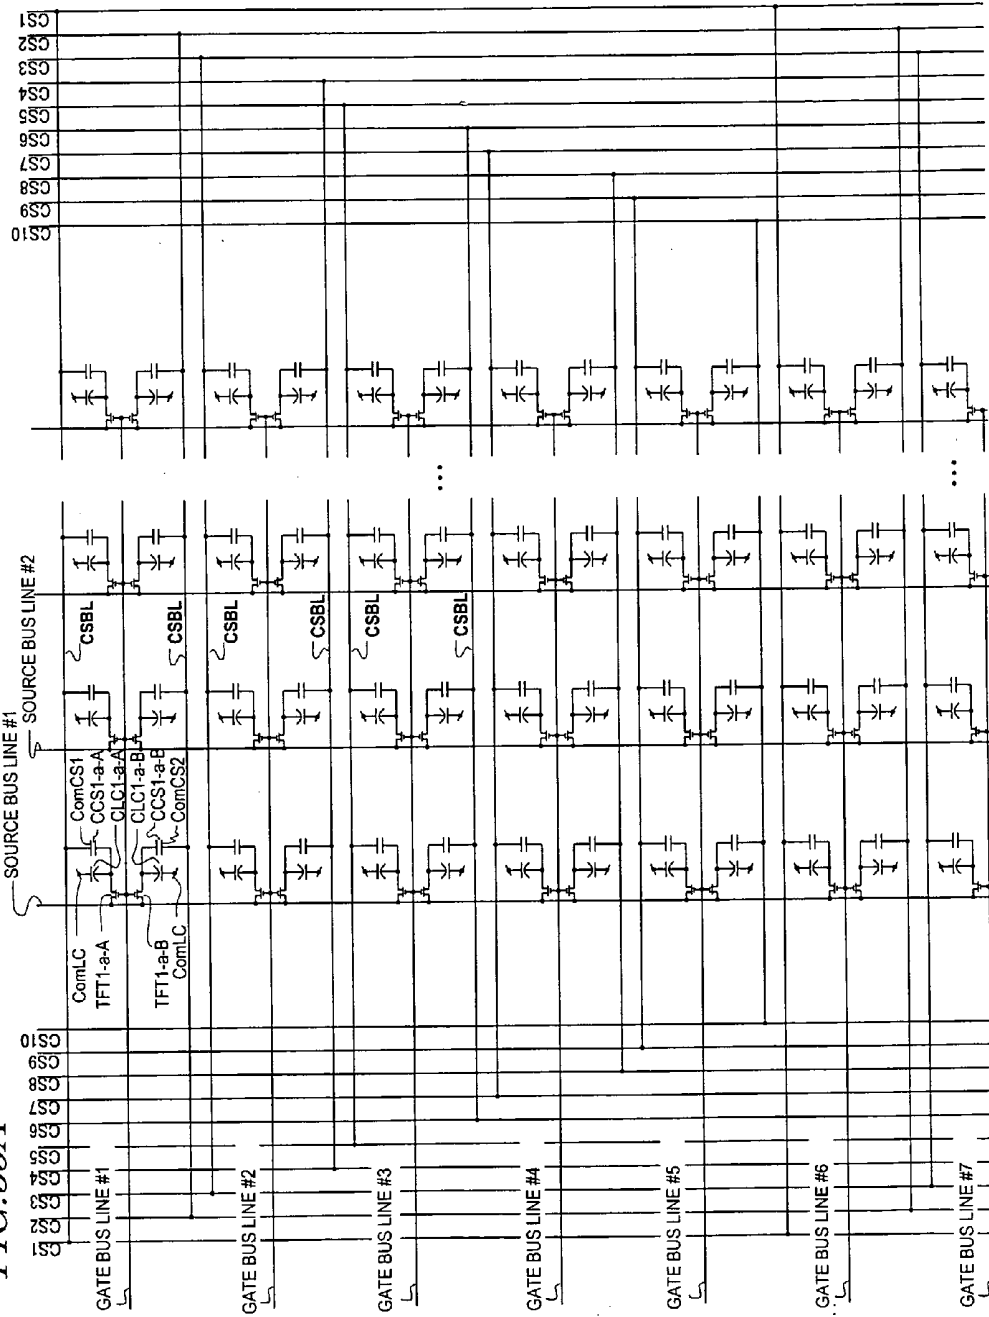 CS1
CS2
CS3
CS4
CS5
CS6
CS7
CS8
CS9
CS10
...
...
SOURCE BUS LINE #1
SOURCE BUS LINE #2
CSBL
CSBL
CSBL
CSBL
CSBL
CSBL
ComCS1
CCS1-a-A
CLC1-a-A
CLC1-a-B
CCS1-a-B
ComCS2
ComLC
TFT1-a-A
TFT1-a-B
ComLC
CS10
CS9
CS8
CS7
CS6
CS5
CS4
CS3
CS2
CS1
GATE BUS LINE #1
GATE BUS LINE #2
GATE BUS LINE #3
GATE BUS LINE #4
GATE BUS LINE #5
GATE BUS LINE #6
GATE BUS LINE #7